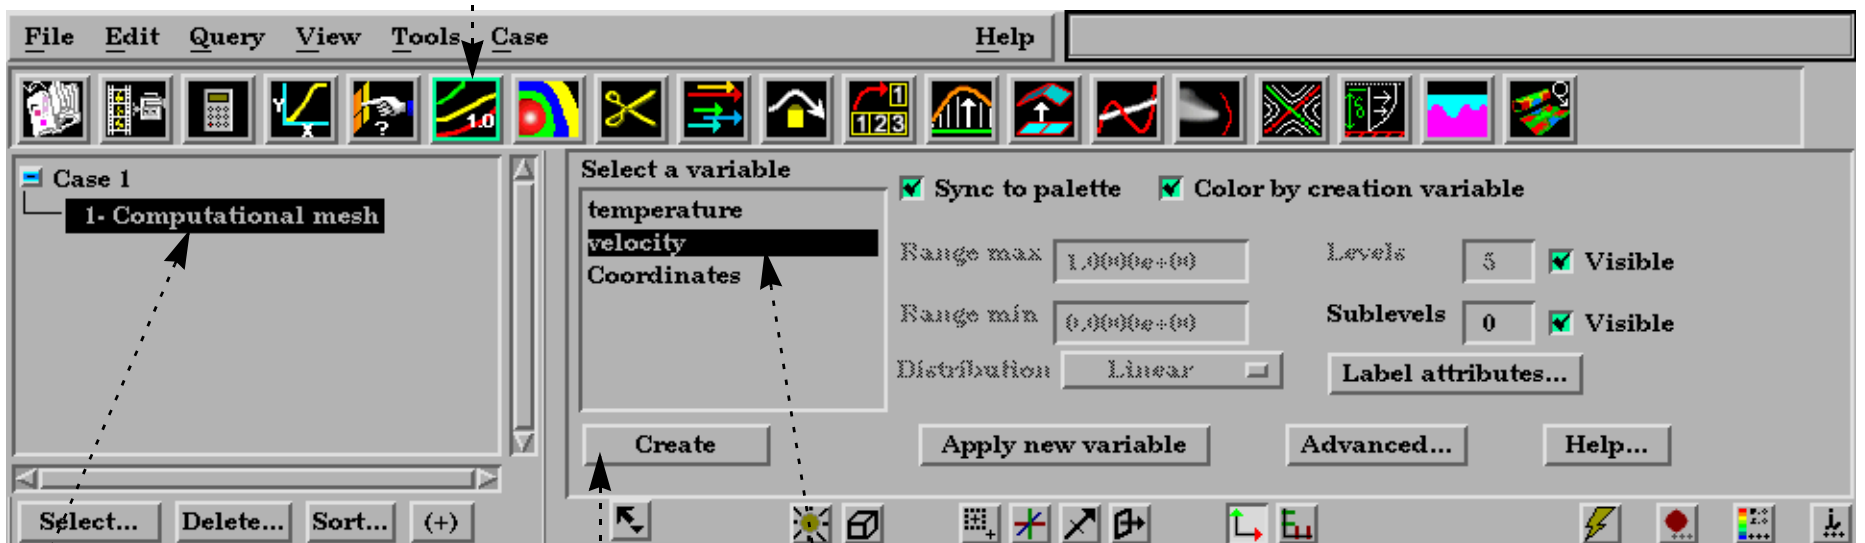 File Edit Query View Tools Case Help
Y X ? 1.0 1 123 δ
Case 1
1- Computational mesh
Select a variable
temperature
velocity
Coordinates
Sync to palette Color by creation variable
Range max 1.0000e+00 Levels 5 Visible
Range min 0.0000e+00 Sublevels 0 Visible
Distribution Linear Label attributes...
Create Apply new variable Advanced... Help...
Select... Delete... Sort... (+)